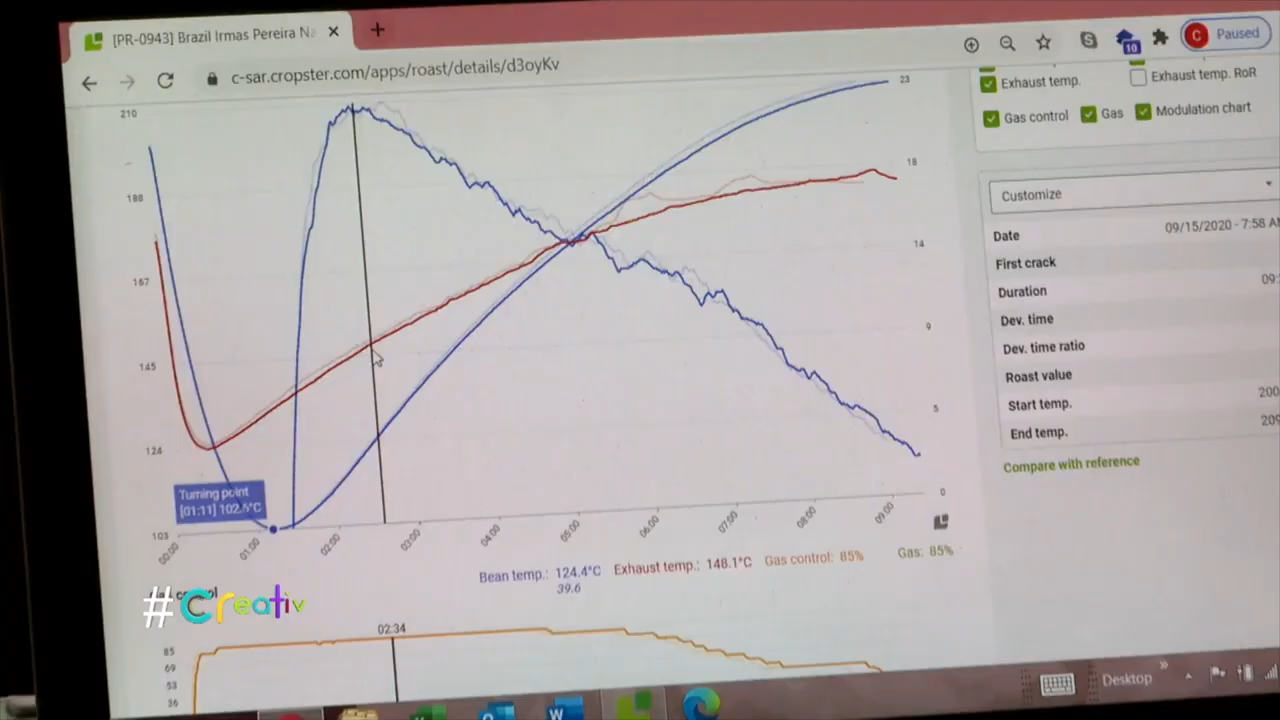 [PR-0943] Brazil Irmas Pereira Na
c-sar.cropster.com/apps/roast/details/d3oyKv
Paused
C
10
Exhaust temp.
Exhaust temp. RoR
Gas control
Gas
Modulation chart
Customize
Date 09/15/2020 - 7:58 A
First crack
Duration 09:
Dev. time
Dev. time ratio
Roast value
Start temp. 200
End temp. 209
Compare with reference
210
188
167
145
124
103
23
18
14
9
5
0
Turning point
[01:11] 102.5°C
00:00 01:00 02:00 03:00 04:00 05:00 06:00 07:00 08:00 09:00
Bean temp.: 124.4°C Exhaust temp.: 148.1°C Gas control: 85% Gas: 85%
39.6
#Creativ
02:34
85
69
53
36
Desktop